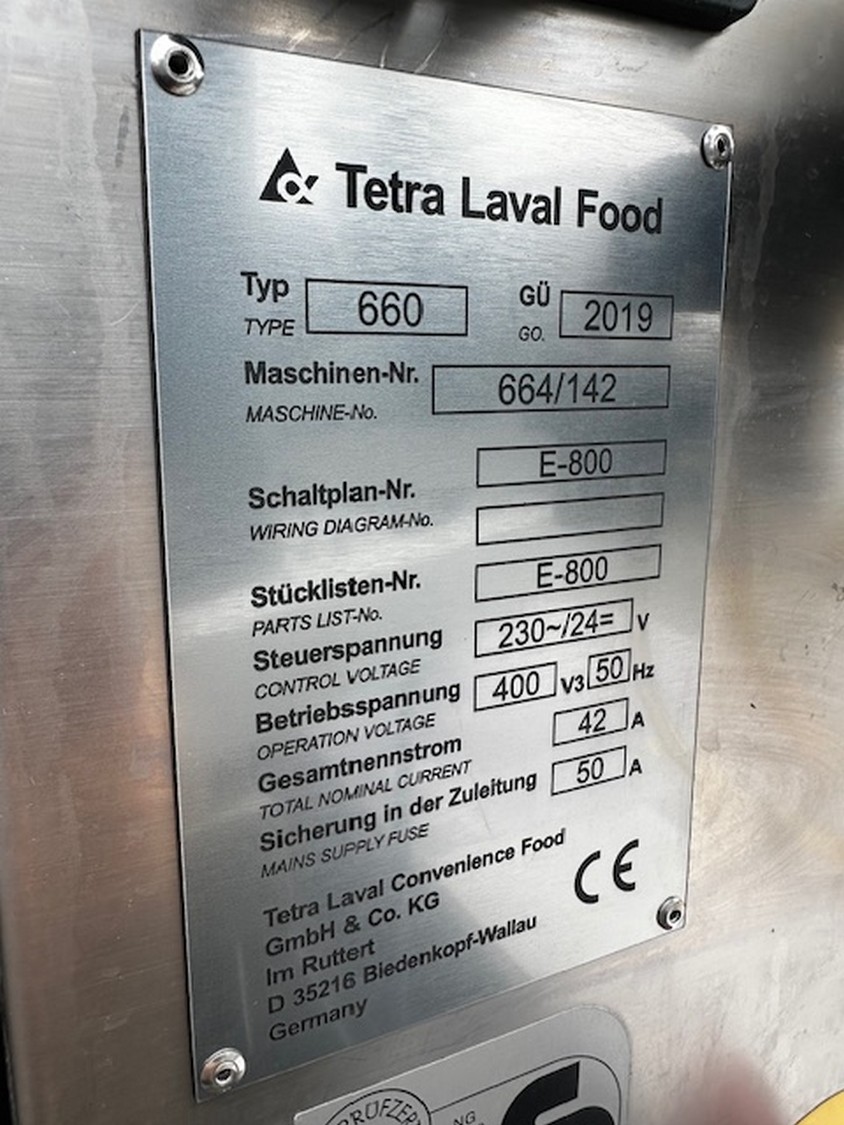 Tetra Laval Food
Typ 660 GÜ 2019
TYPE GO.
Maschinen-Nr. 664/142
MASCHINE-No.
E-800
Schaltplan-Nr.
WIRING DIAGRAM-No.
Stücklisten-Nr. E-800
PARTS LIST-No.
Steuerspannung 230~/24= V
CONTROL VOLTAGE
Betriebsspannung 400 V3 50 Hz
OPERATION VOLTAGE
Gesamtnennstrom 42 A
TOTAL NOMINAL CURRENT
Sicherung in der Zuleitung 50 A
MAINS SUPPLY FUSE
Tetra Laval Convenience Food
GmbH & Co. KG
Im Ruttert
D 35216 Biedenkopf-Wallau
Germany
CE